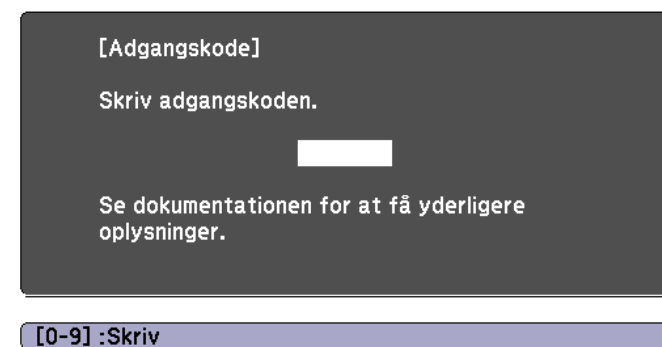 [Adgangskode]
Skriv adgangskoden.
Se dokumentationen for at få yderligere
oplysninger.
[0-9] :Skriv